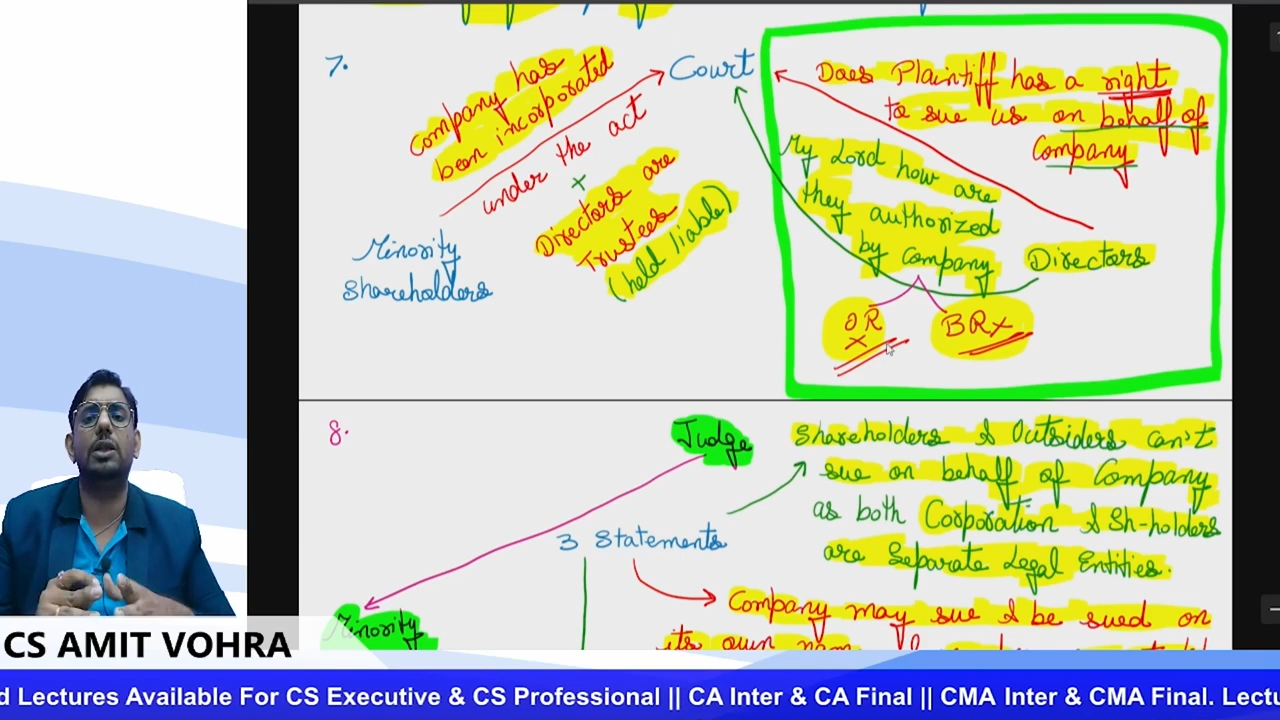 7.
Company has
been incorporated
under the act
+
Directors are
Trustees
(held liable)
Minority
Shareholders
Court
Does Plaintiff has a right
to sue us on behalf of
Company
My Lord how are
they authorized
by Company
Directors
OR
x
BRx
8.
Judge
3 Statements
Shareholders & Outsiders can't
sue on behalf of Company
as both Corporation & Sh-holders
are Separate Legal Entities.
Company may sue & be sued on
its own
Minority
CS AMIT VOHRA
d Lectures Available For CS Executive & CS Professional || CA Inter & CA Final || CMA Inter & CMA Final. Lectu